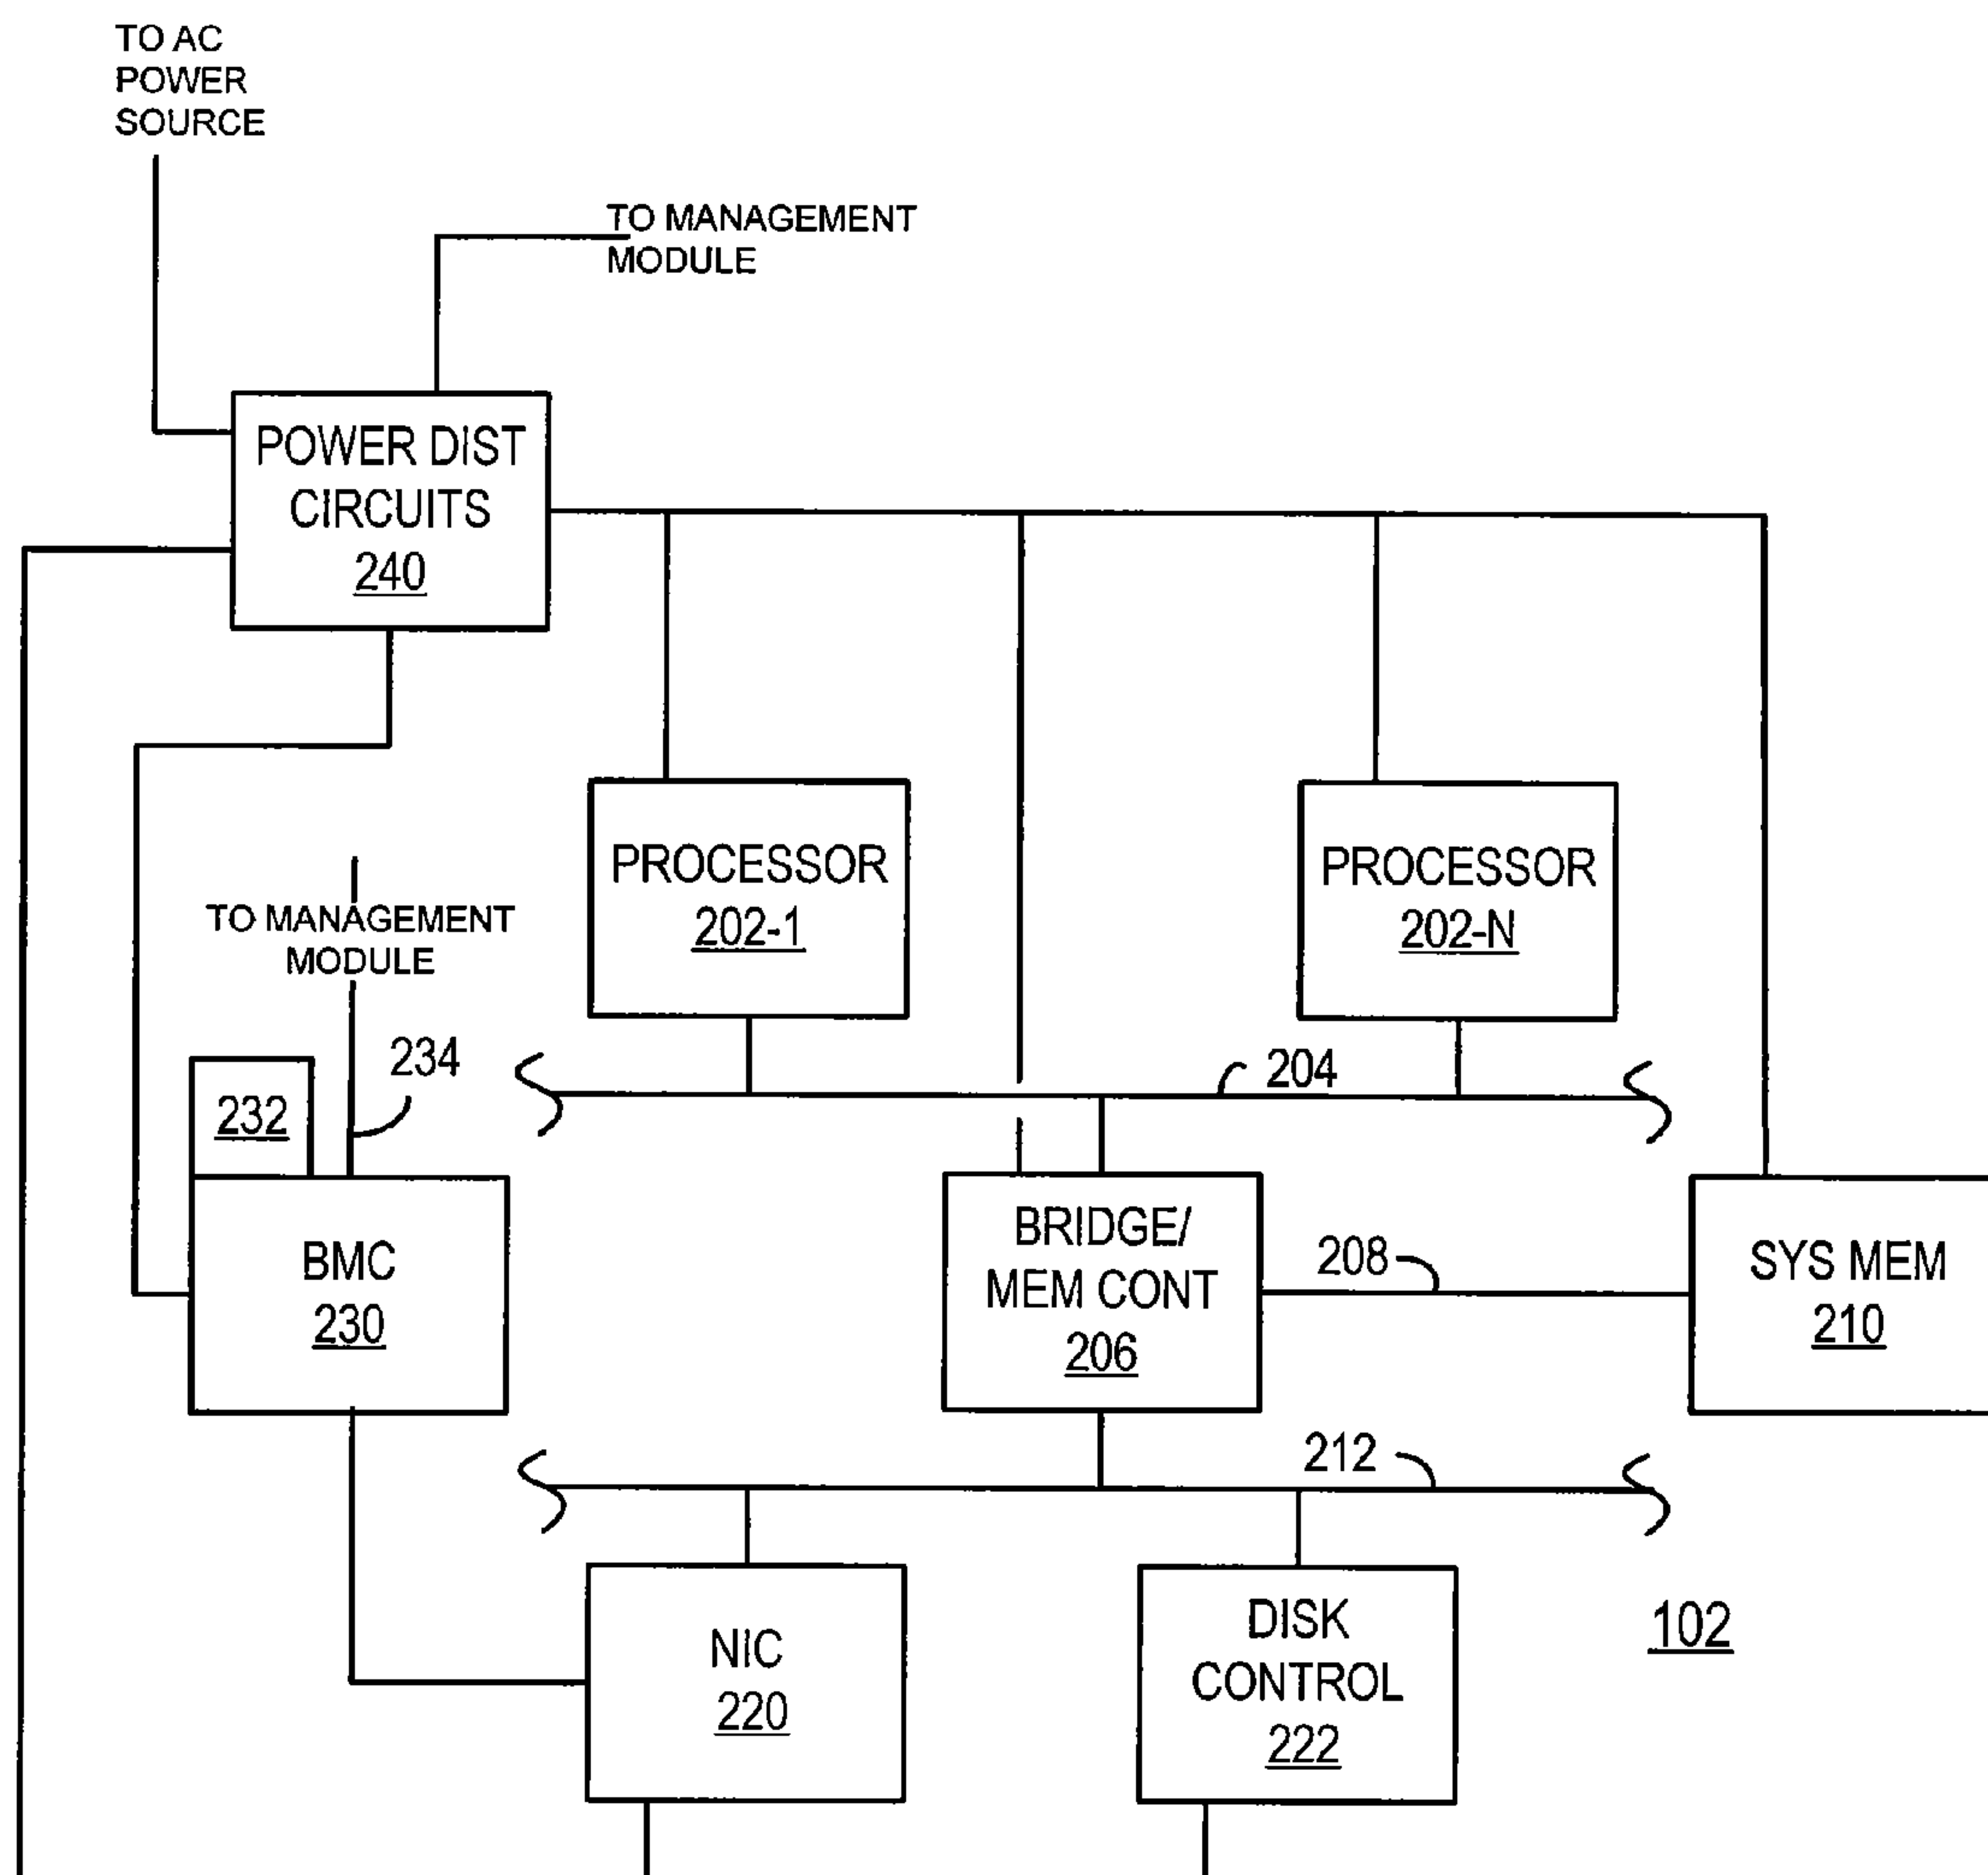 TO AC
POWER
SOURCE
TO MANAGEMENT
MODULE
POWER DIST
CIRCUITS
240
PROCESSOR
202-1
PROCESSOR
202-N
TO MANAGEMENT
MODULE
234
204
232
BMC
230
BRIDGE/
MEM CONT
206
208
SYS MEM
210
212
NIC
220
DISK
CONTROL
222
102